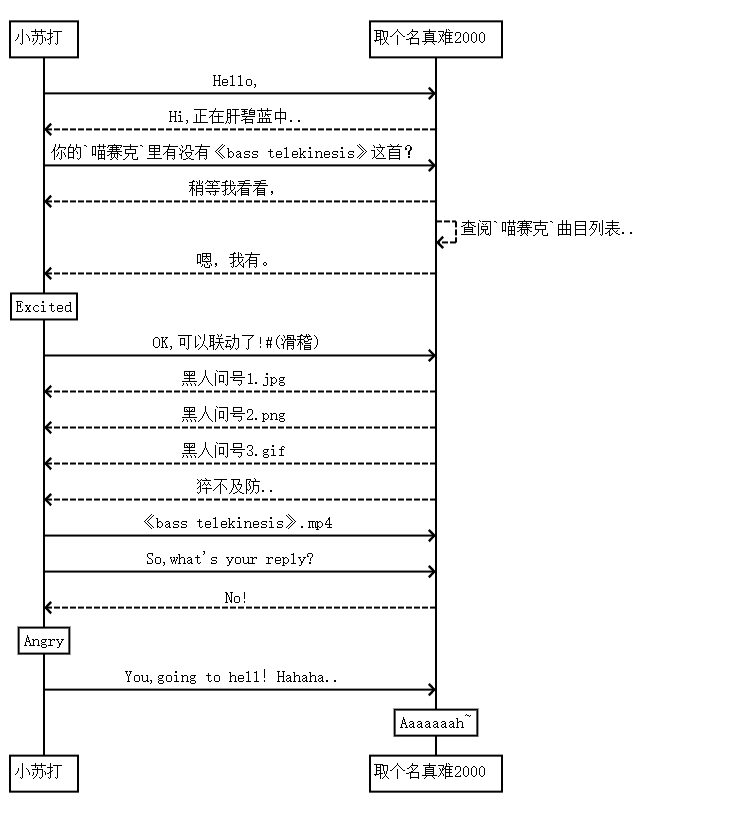 小苏打
取个名真难2000
Hello,
Hi,正在肝碧蓝中..
你的`喵赛克`里有没有《bass telekinesis》这首？
稍等我看看，
查阅`喵赛克`曲目列表..
嗯，我有。
Excited
OK,可以联动了!#(滑稽)
黑人问号1.jpg
黑人问号2.png
黑人问号3.gif
猝不及防..
《bass telekinesis》.mp4
So,what's your reply?
No!
Angry
You,going to hell! Hahaha..
Aaaaaaah~
小苏打
取个名真难2000